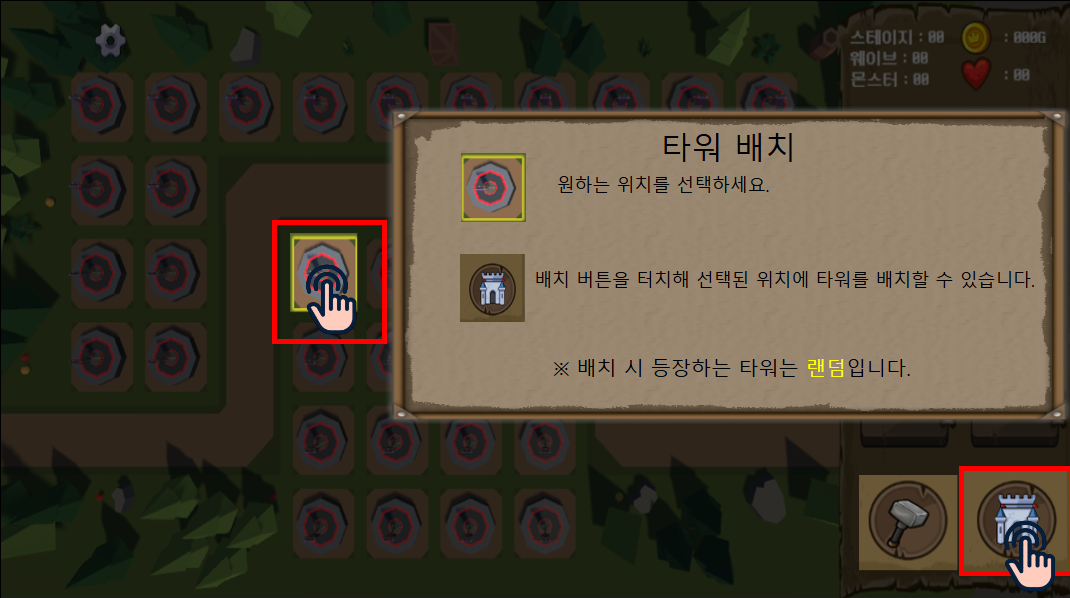 스테이지 : 00
: 000G
웨이브 : 00
몬스터 : 00
: 00
타워 배치
원하는 위치를 선택하세요.
배치 버튼을 터치해 선택된 위치에 타워를 배치할 수 있습니다.
※ 배치 시 등장하는 타워는 랜덤입니다.